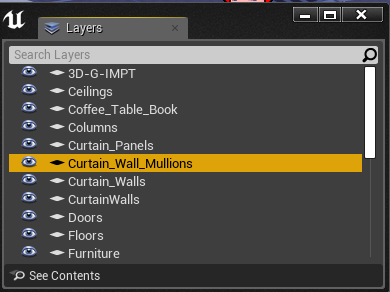 Layers
Search Layers
3D-G-IMPT
Ceilings
Coffee_Table_Book
Columns
Curtain_Panels
Curtain_Wall_Mullions
Curtain_Walls
CurtainWalls
Doors
Floors
Furniture
See Contents